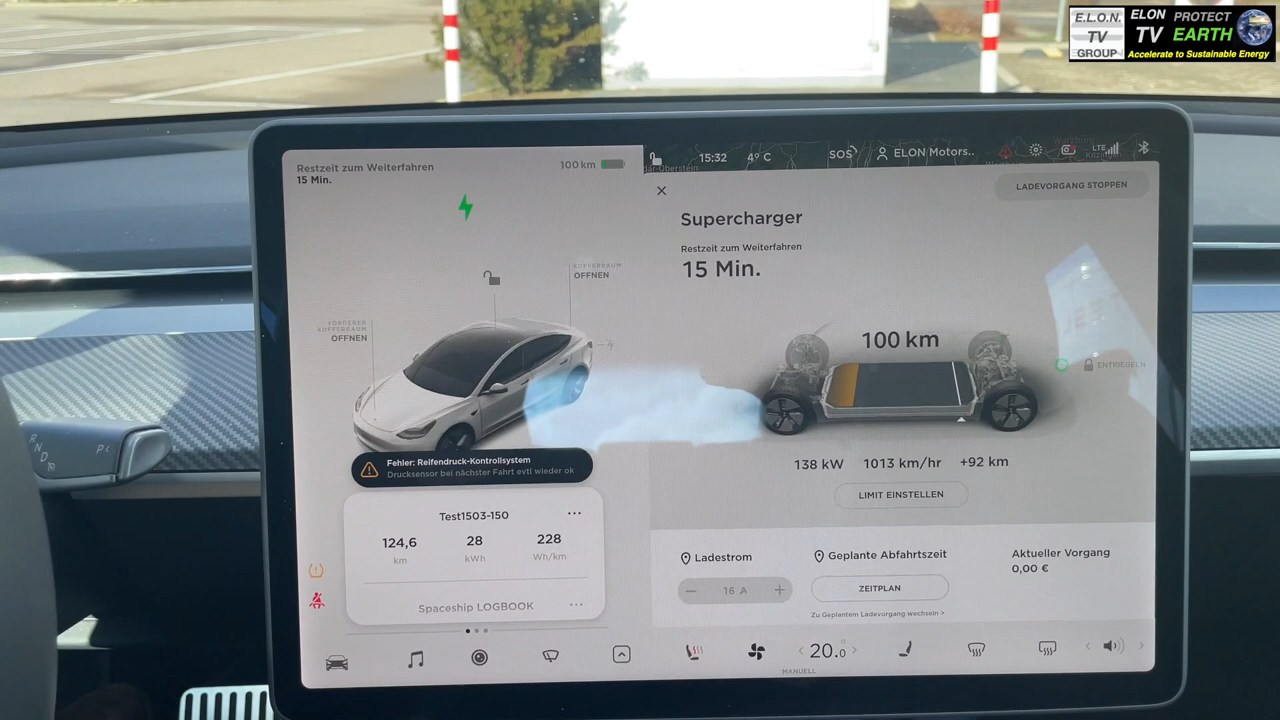 E.L.O.N.
TV
GROUP
ELON
TV
PROTECT
EARTH
Accelerate to Sustainable Energy
Restzeit zum Weiterfahren
15 Min.
100 km
15:32
4°C
SOS
ELON Motors..
LTE
LADEVORGANG STOPPEN
Supercharger
Restzeit zum Weiterfahren
15 Min.
KOFFERRAUM
ÖFFNEN
VORDERER
KOFFERRAUM
ÖFFNEN
100 km
ENTRIEGELN
138 kW 1013 km/hr +92 km
LIMIT EINSTELLEN
Fehler: Reifendruck-Kontrollsystem
Drucksensor bei nächster Fahrt evtl wieder ok
Test1503-150
124,6 28 228
km kWh Wh/km
Spaceship LOGBOOK
Ladestrom
− 16 A +
Geplante Abfahrtszeit
ZEITPLAN
Zu Geplantem Ladevorgang wechseln >
Aktueller Vorgang
0,00 €
< 20.0 >
MANUELL
R
N
D
P